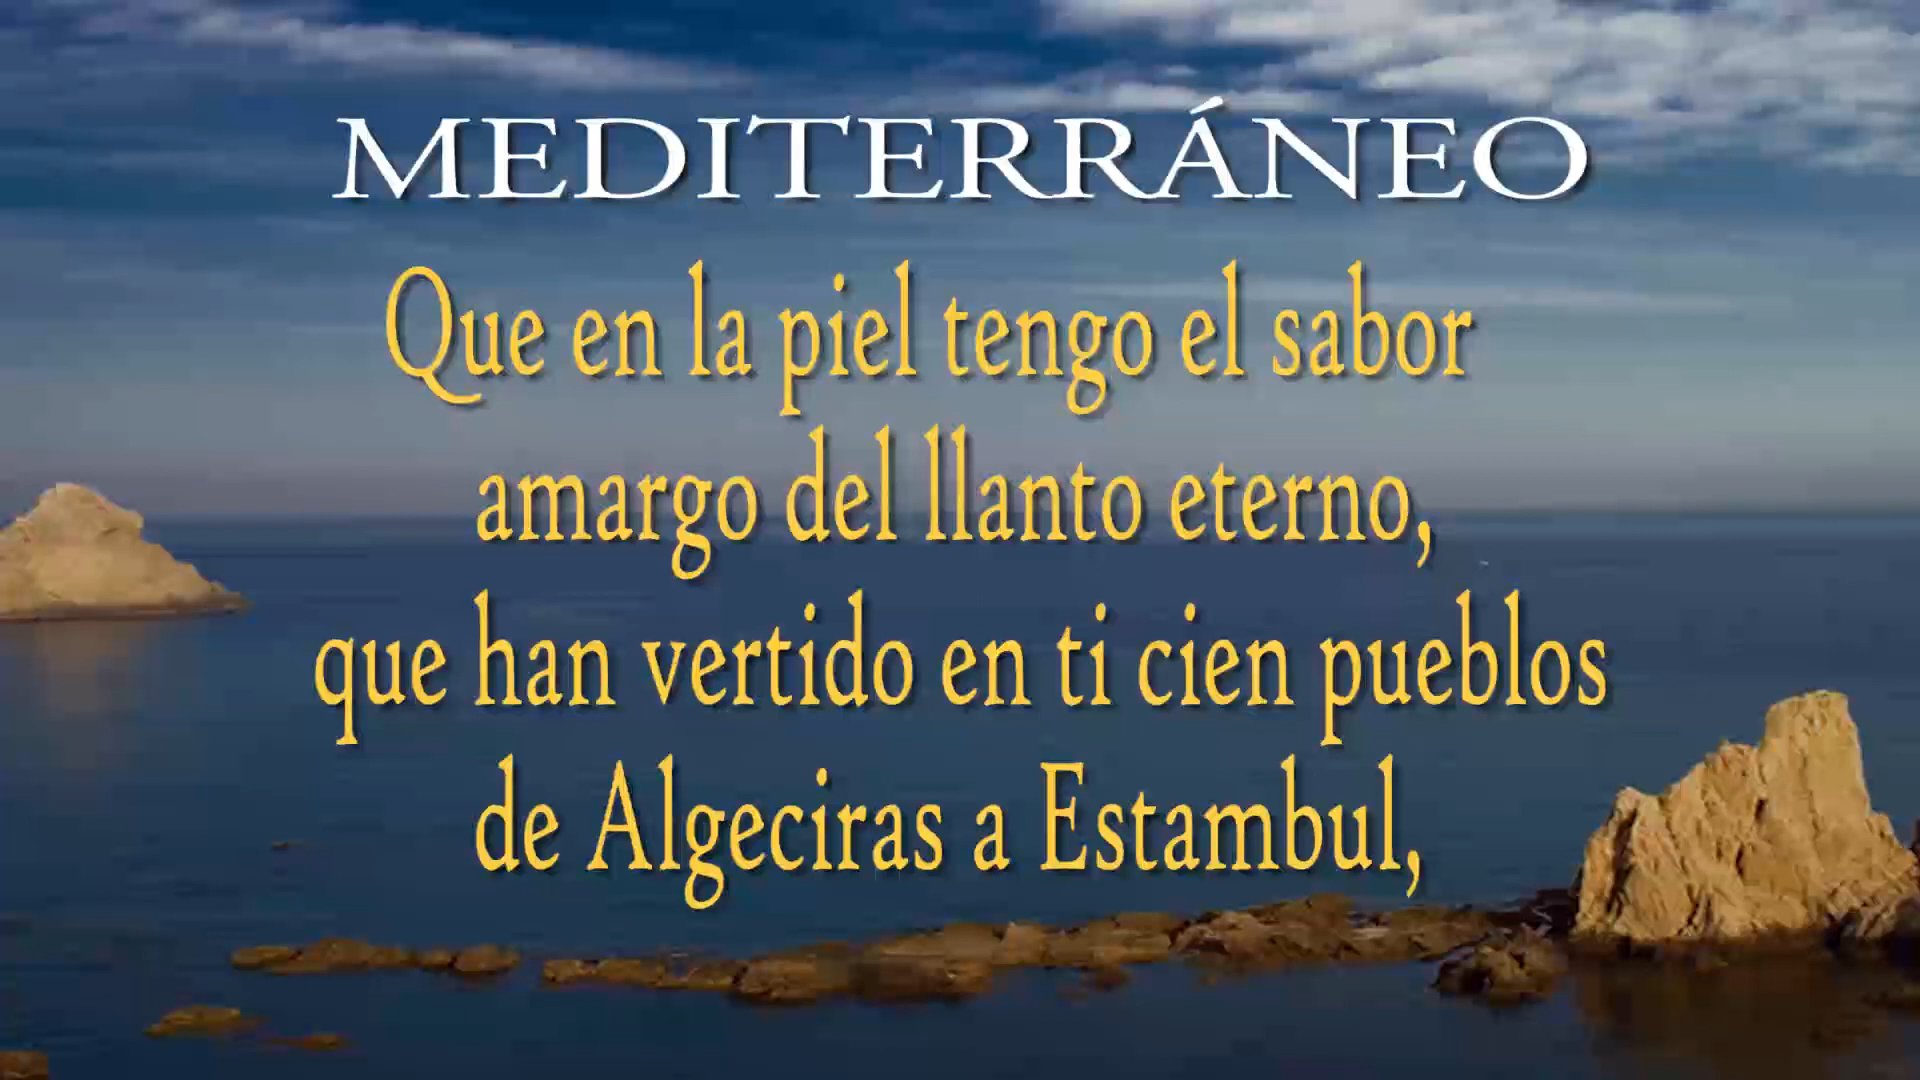 MEDITERRÁNEO
Que en la piel tengo el sabor
amargo del llanto eterno,
que han vertido en ti cien pueblos
de Algeciras a Estambul,